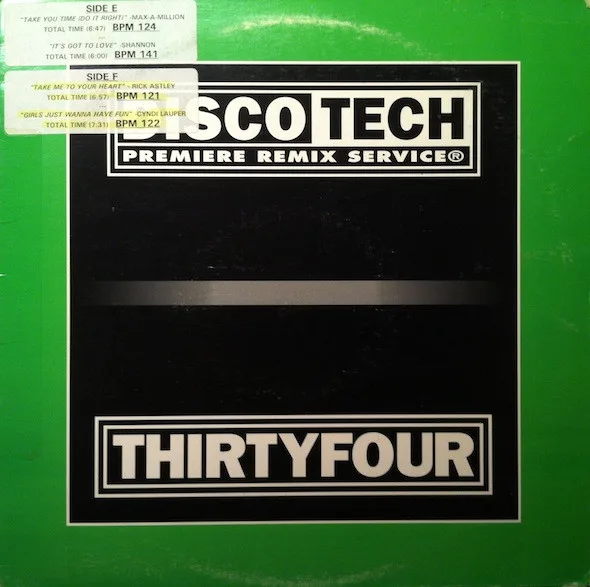 SIDE E
"TAKE YOU TIME (DO IT RIGHT)" -MAX-A-MILLION
TOTAL TIME (6:47) BPM 124
"IT'S GOT TO LOVE" -SHANNON
TOTAL TIME (6:00) BPM 141
SIDE F
"TAKE ME TO YOUR HEART" - RICK ASTLEY
TOTAL TIME (6:57) BPM 121
"GIRLS JUST WANNA HAVE FUN" -CYNDI LAUPER
TOTAL TIME (7:31) BPM 122
DISCOTECH
PREMIERE REMIX SERVICE®
THIRTYFOUR